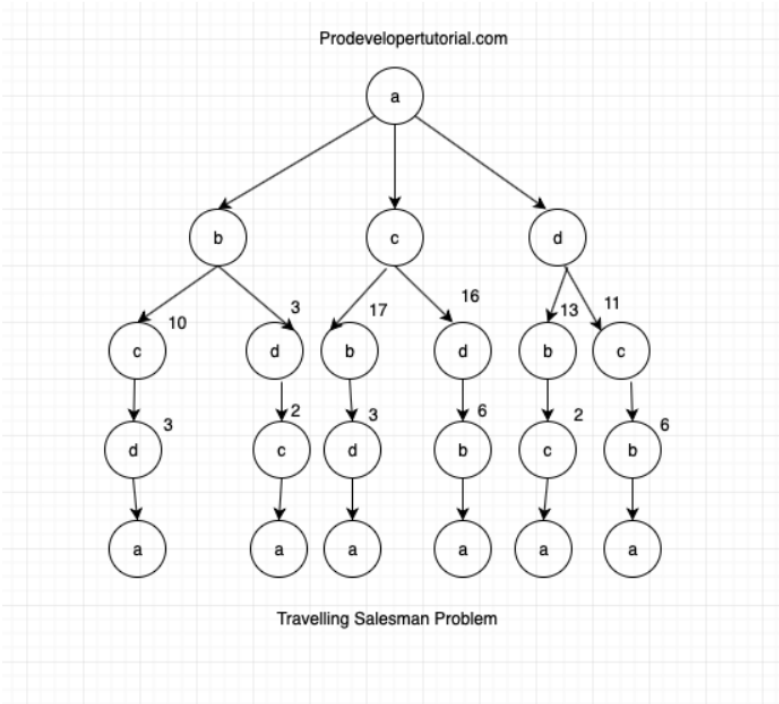 Prodevelopertutorial.com
a
b c d
10 3 17 16 13 11
c d b d b c
3 2 3 6 2 6
d c d b c b
a a a a a a
Travelling Salesman Problem